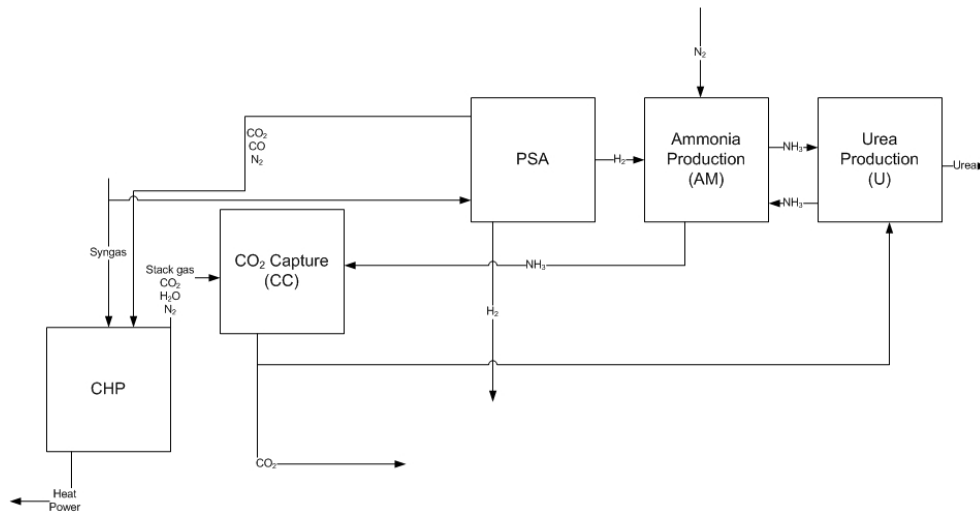 N₂
CO₂
CO
N₂
PSA
H₂
Ammonia
Production
(AM)
NH₃
NH₃
Urea
Production
(U)
Urea
Syngas
Stack gas
CO₂
H₂O
N₂
CO₂ Capture
(CC)
NH₃
H₂
CHP
CO₂
Heat
Power